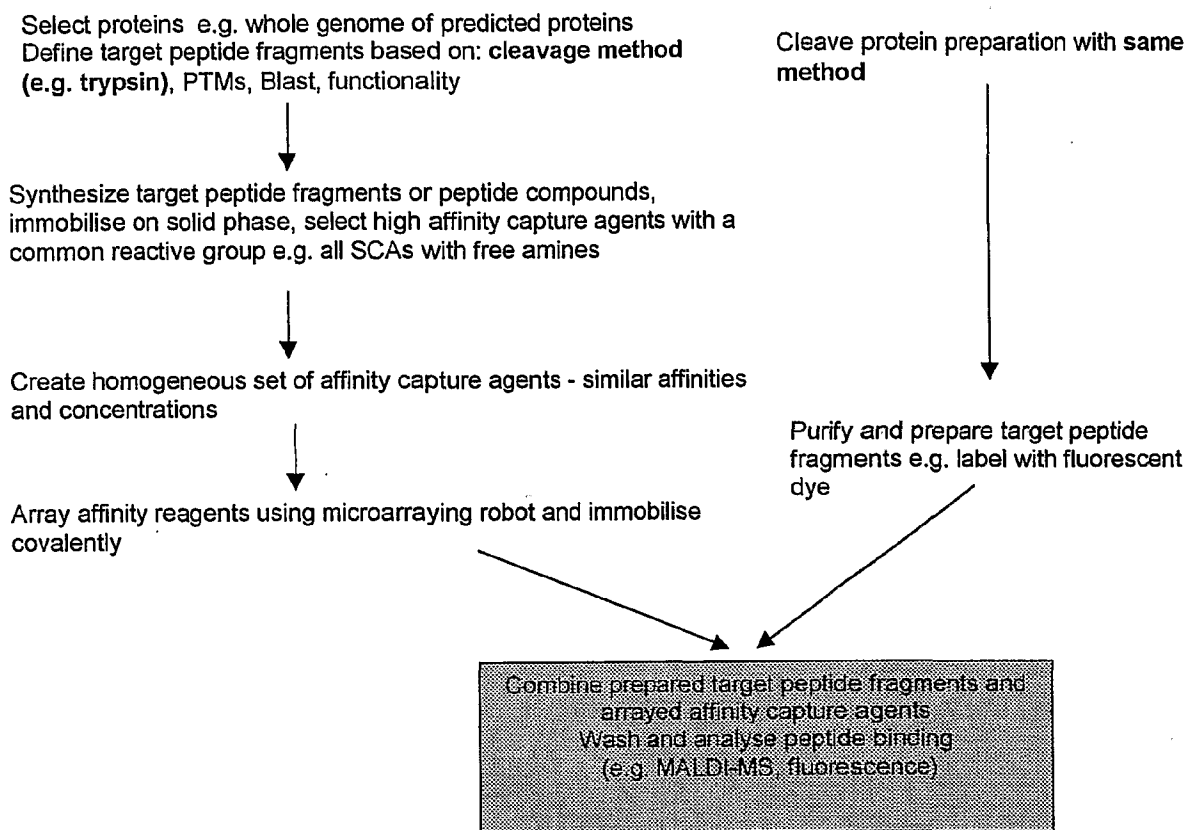 Select proteins e.g. whole genome of predicted proteins
Define target peptide fragments based on: cleavage method
(e.g. trypsin), PTMs, Blast, functionality
Cleave protein preparation with same
method
Synthesize target peptide fragments or peptide compounds,
immobilise on solid phase, select high affinity capture agents with a
common reactive group e.g. all SCAs with free amines
Create homogeneous set of affinity capture agents - similar affinities
and concentrations
Purify and prepare target peptide
fragments e.g. label with fluorescent
dye
Array affinity reagents using microarraying robot and immobilise
covalently
Combine prepared target peptide fragments and
arrayed affinity capture agents
Wash and analyse peptide binding
(e.g. MALDI-MS, fluorescence)